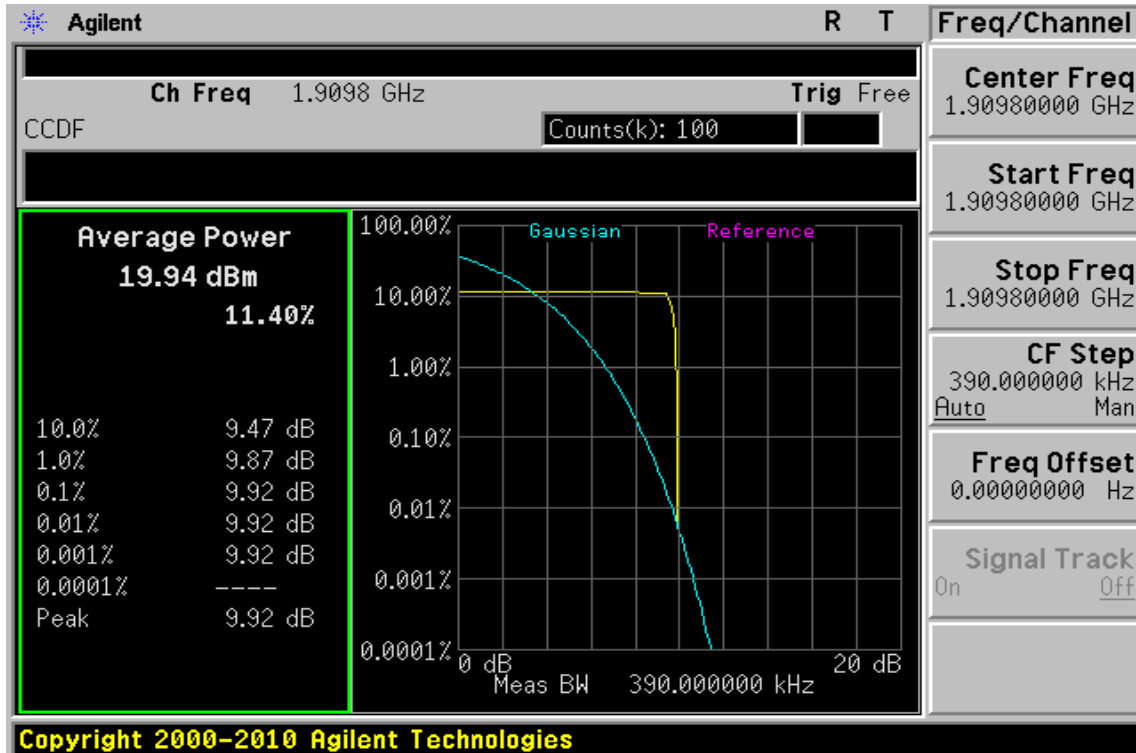 Agilent R T
Ch Freq 1.9098 GHz Trig Free
CCDF Counts(k): 100
Average Power
19.94 dBm
11.40%
10.0% 9.47 dB
1.0% 9.87 dB
0.1% 9.92 dB
0.01% 9.92 dB
0.001% 9.92 dB
0.0001% ----
Peak 9.92 dB
Gaussian Reference
100.00%
10.00%
1.00%
0.10%
0.01%
0.001%
0.0001%
0 dB 20 dB
Meas BW 390.000000 kHz
Freq/Channel
Center Freq
1.90980000 GHz
Start Freq
1.90980000 GHz
Stop Freq
1.90980000 GHz
CF Step
390.000000 kHz
Auto Man
Freq Offset
0.00000000 Hz
Signal Track
On Off
Copyright 2000-2010 Agilent Technologies